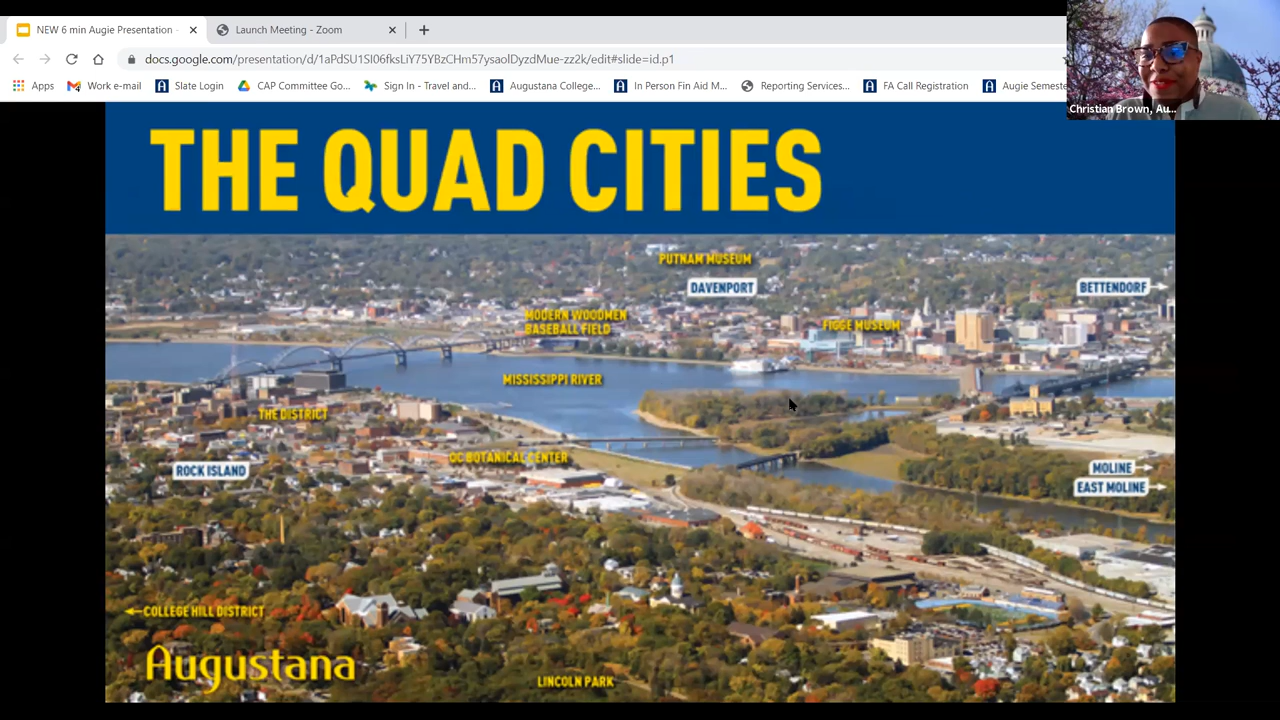 NEW 6 min Augie Presentation
Launch Meeting - Zoom
docs.google.com/presentation/d/1aPdSU1SI06fksLiY75YBzCHm57ysaolDyzdMue-zz2k/edit#slide=id.p1
Apps
Work e-mail
Slate Login
CAP Committee Go...
Sign In - Travel and...
Augustana College...
In Person Fin Aid M...
Reporting Services...
FA Call Registration
Augie Semest
Christian Brown, Au...
THE QUAD CITIES
PUTNAM MUSEUM
DAVENPORT
BETTENDORF
MODERN WOODMEN
BASEBALL FIELD
FIGGE MUSEUM
MISSISSIPPI RIVER
THE DISTRICT
QC BOTANICAL CENTER
ROCK ISLAND
MOLINE
EAST MOLINE
COLLEGE HILL DISTRICT
Augustana
LINCOLN PARK